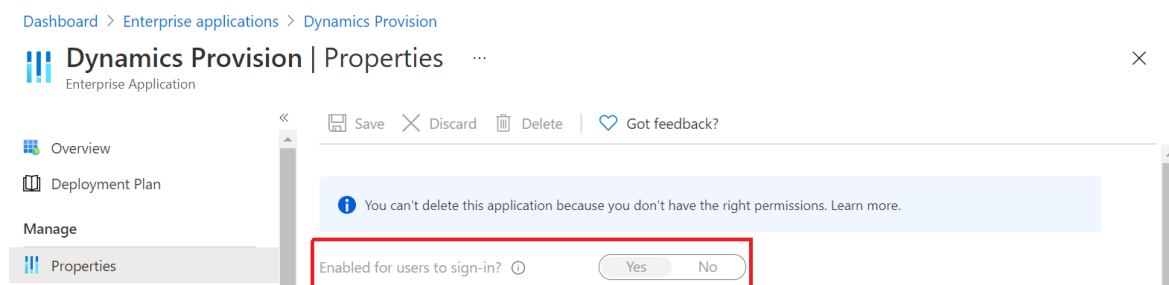 Dashboard > Enterprise applications > Dynamics Provision
Dynamics Provision | Properties ...
Enterprise Application
«
Save Discard Delete Got feedback?
Overview
Deployment Plan
You can't delete this application because you don't have the right permissions. Learn more.
Manage
Properties
Enabled for users to sign-in? Yes No